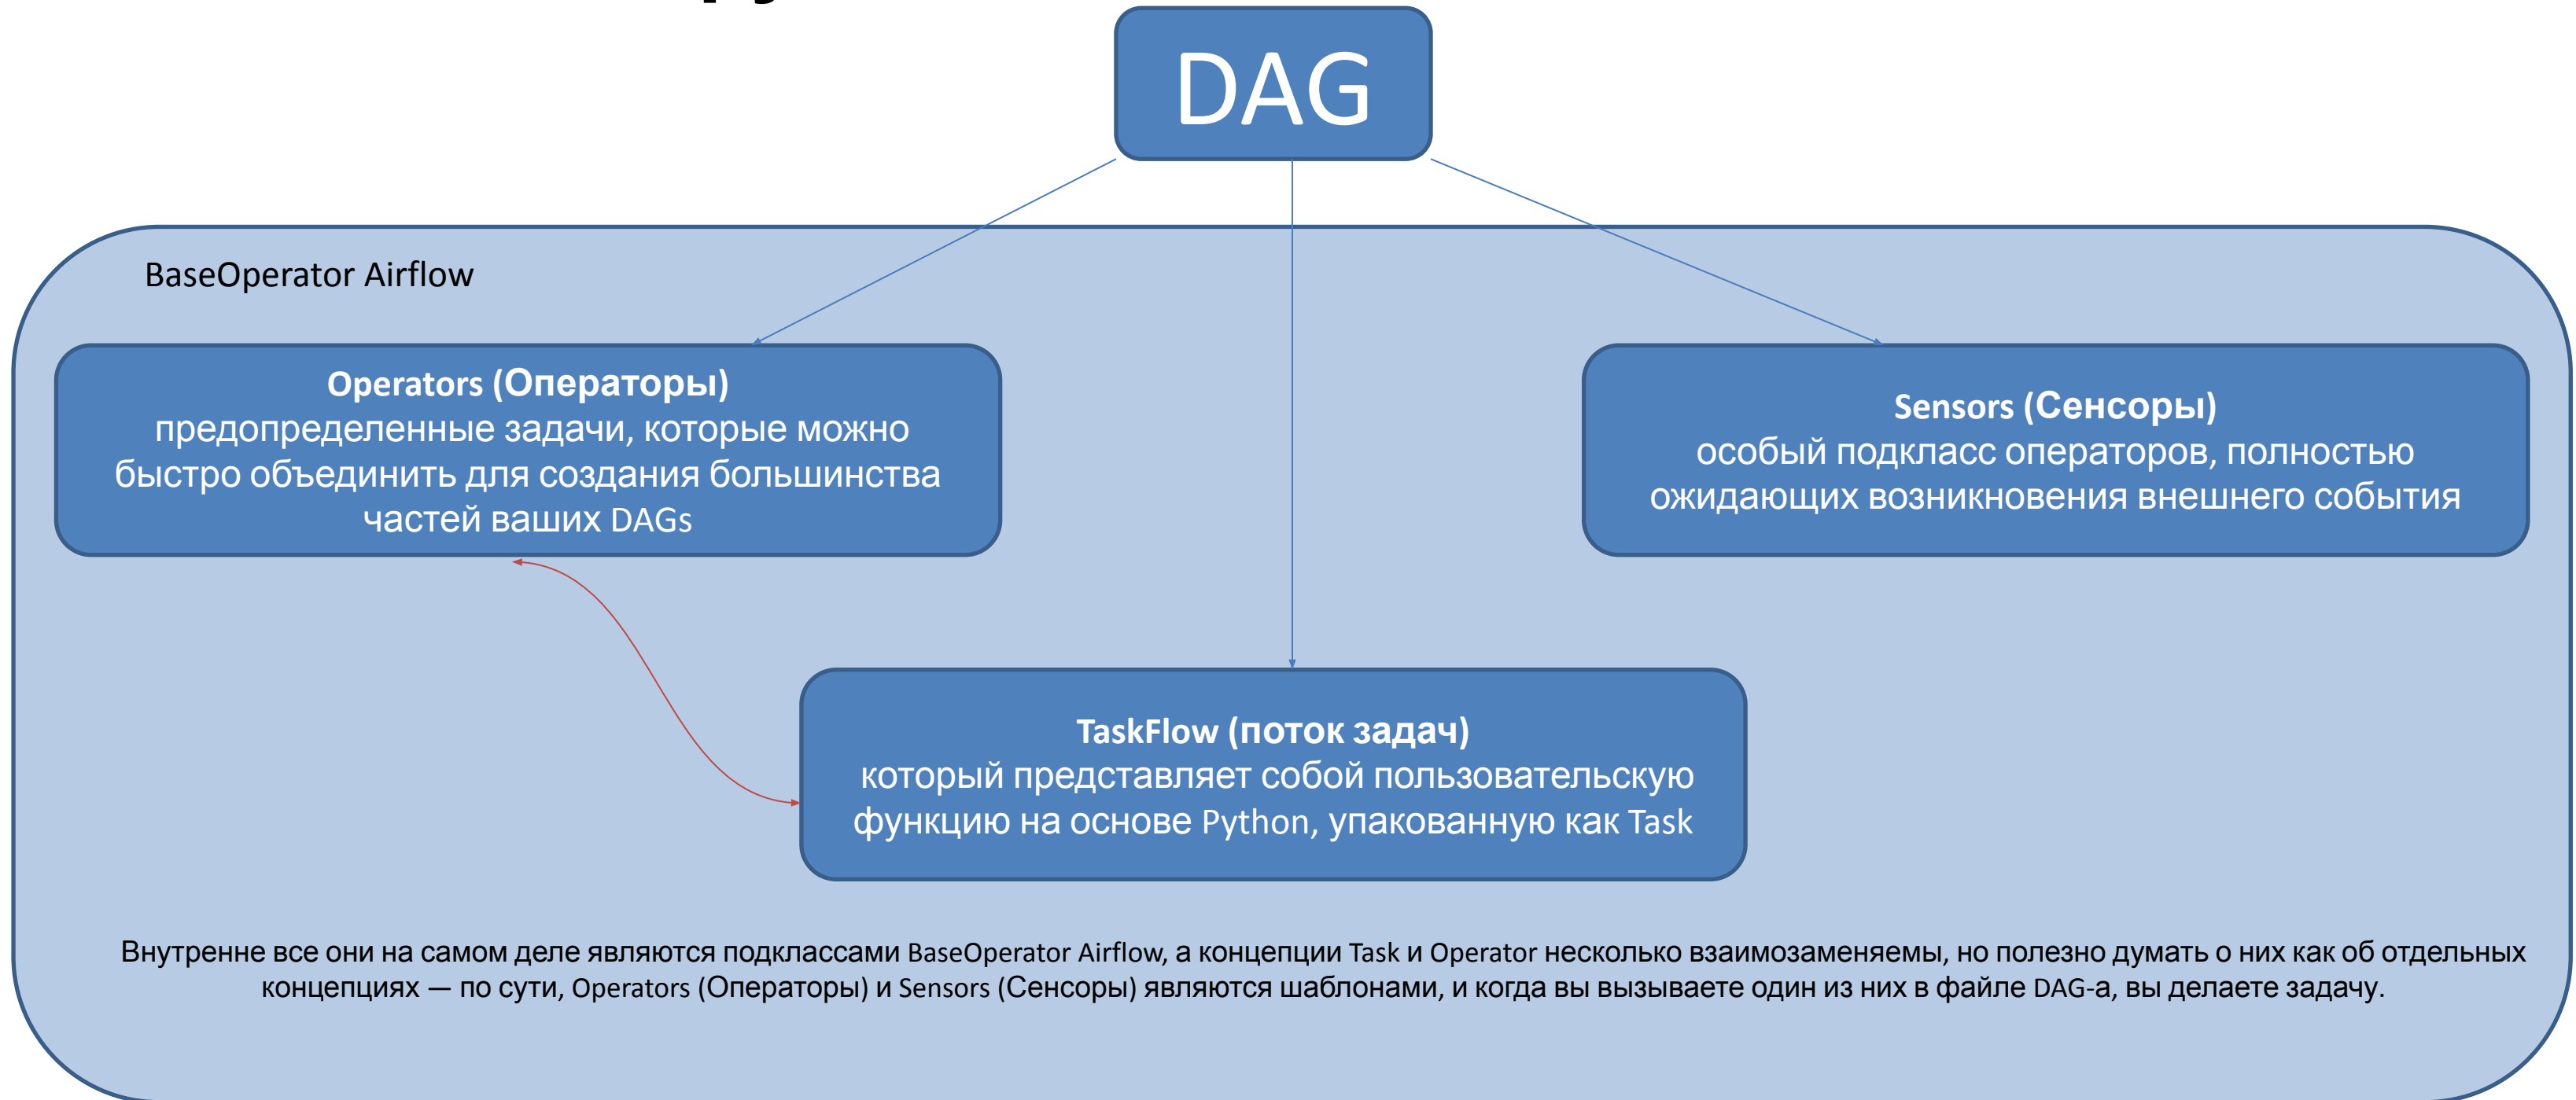 DAG
BaseOperator Airflow
Operators (Операторы)
предопределенные задачи, которые можно
быстро объединить для создания большинства
частей ваших DAGs
Sensors (Сенсоры)
особый подкласс операторов, полностью
ожидающих возникновения внешнего события
TaskFlow (поток задач)
который представляет собой пользовательскую
функцию на основе Python, упакованную как Task
Внутренне все они на самом деле являются подклассами BaseOperator Airflow, а концепции Task и Operator несколько взаимозаменяемы, но полезно думать о них как об отдельных
концепциях — по сути, Operators (Операторы) и Sensors (Сенсоры) являются шаблонами, и когда вы вызываете один из них в файле DAG-а, вы делаете задачу.